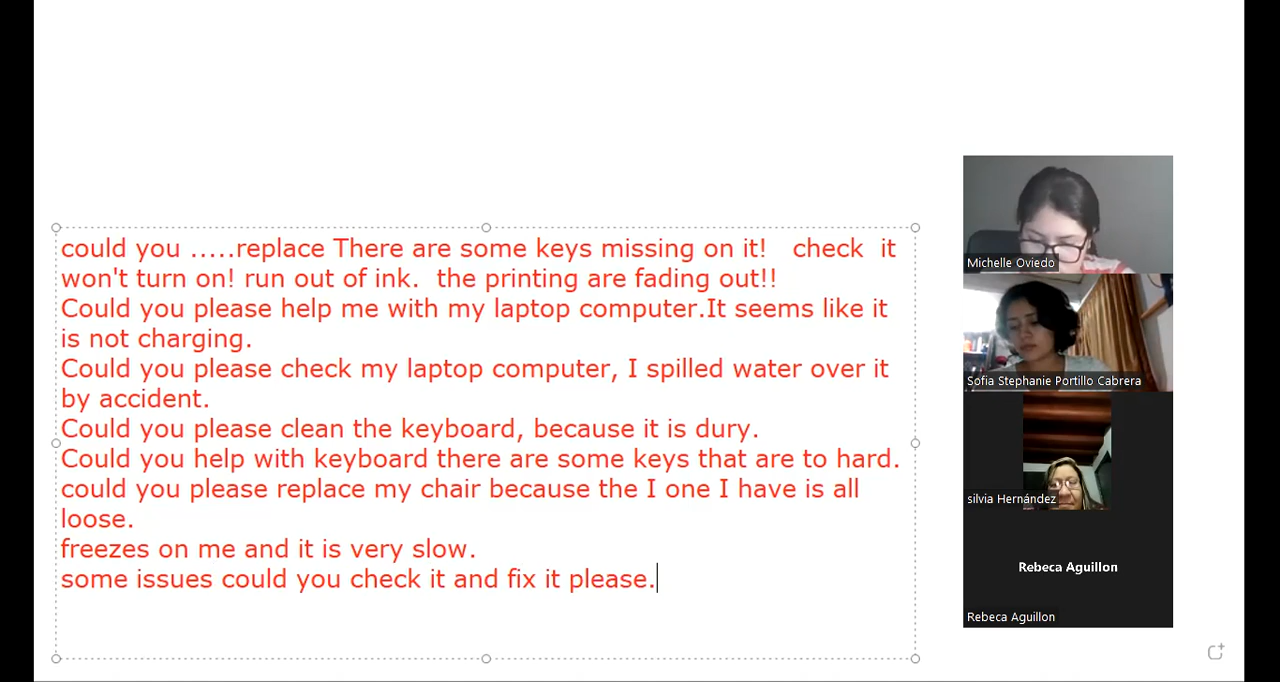 could you .....replace There are some keys missing on it!   check  it
won't turn on! run out of ink.  the printing are fading out!!
Could you please help me with my laptop computer.It seems like it
is not charging.
Could you please check my laptop computer, I spilled water over it
by accident.
Could you please clean the keyboard, because it is dury.
Could you help with keyboard there are some keys that are to hard.
could you please replace my chair because the I one I have is all
loose.
freezes on me and it is very slow.
some issues could you check it and fix it please.
Michelle Oviedo
Sofia Stephanie Portillo Cabrera
silvia Hernández
Rebeca Aguillon
Rebeca Aguillon